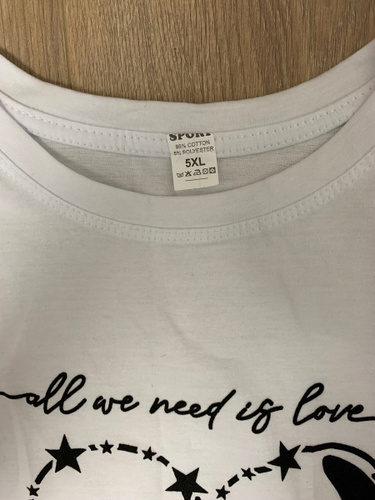 SPORT
95% COTTON
5% POLYESTER
5XL
all we need is love